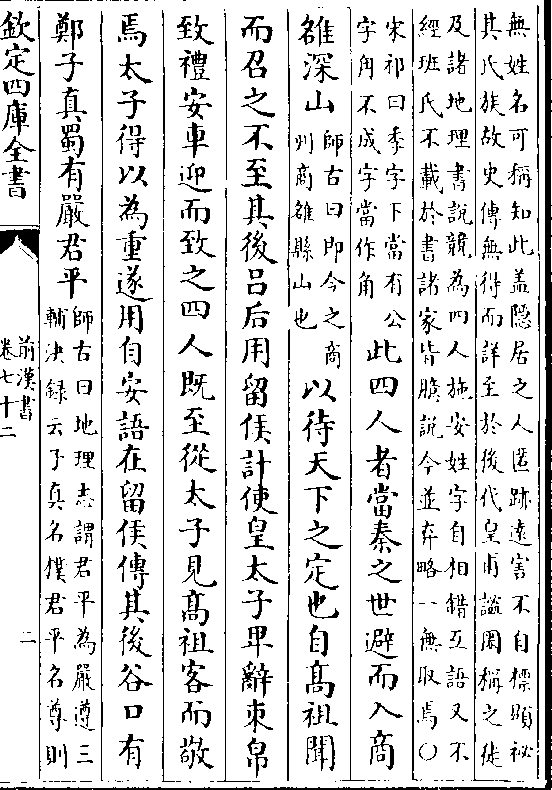 無姓名可稱知此盖隠居之人匿跡逺害不自標顕祕
其氏族故史傳無得而詳至於後代皇甫謐圏稱之徒
及諸地理書説競為四人施安姓字自相錯互語又不
經班氏不載於書諸家皆臆説今並弃略一無取焉〇
宋祁曰季字下當有公
字角不成字當作角
此四人者當秦之世避而入商
雒深山
師古曰即今之商
州商雒縣山也
以待天下之定也自髙祖聞
而召之不至其後吕后用留侯計使皇太子卑辭束帛
致禮安車迎而致之四人既至從太子見髙祖客而敬
焉太子得以為重遂用自安語在留侯傳其後谷口有
鄭子真蜀有嚴君平
師古曰地理志謂君平為嚴遵三
輔決録云子真名樸君平名尊則
欽定四庫全書
前漢書
卷七十二
二